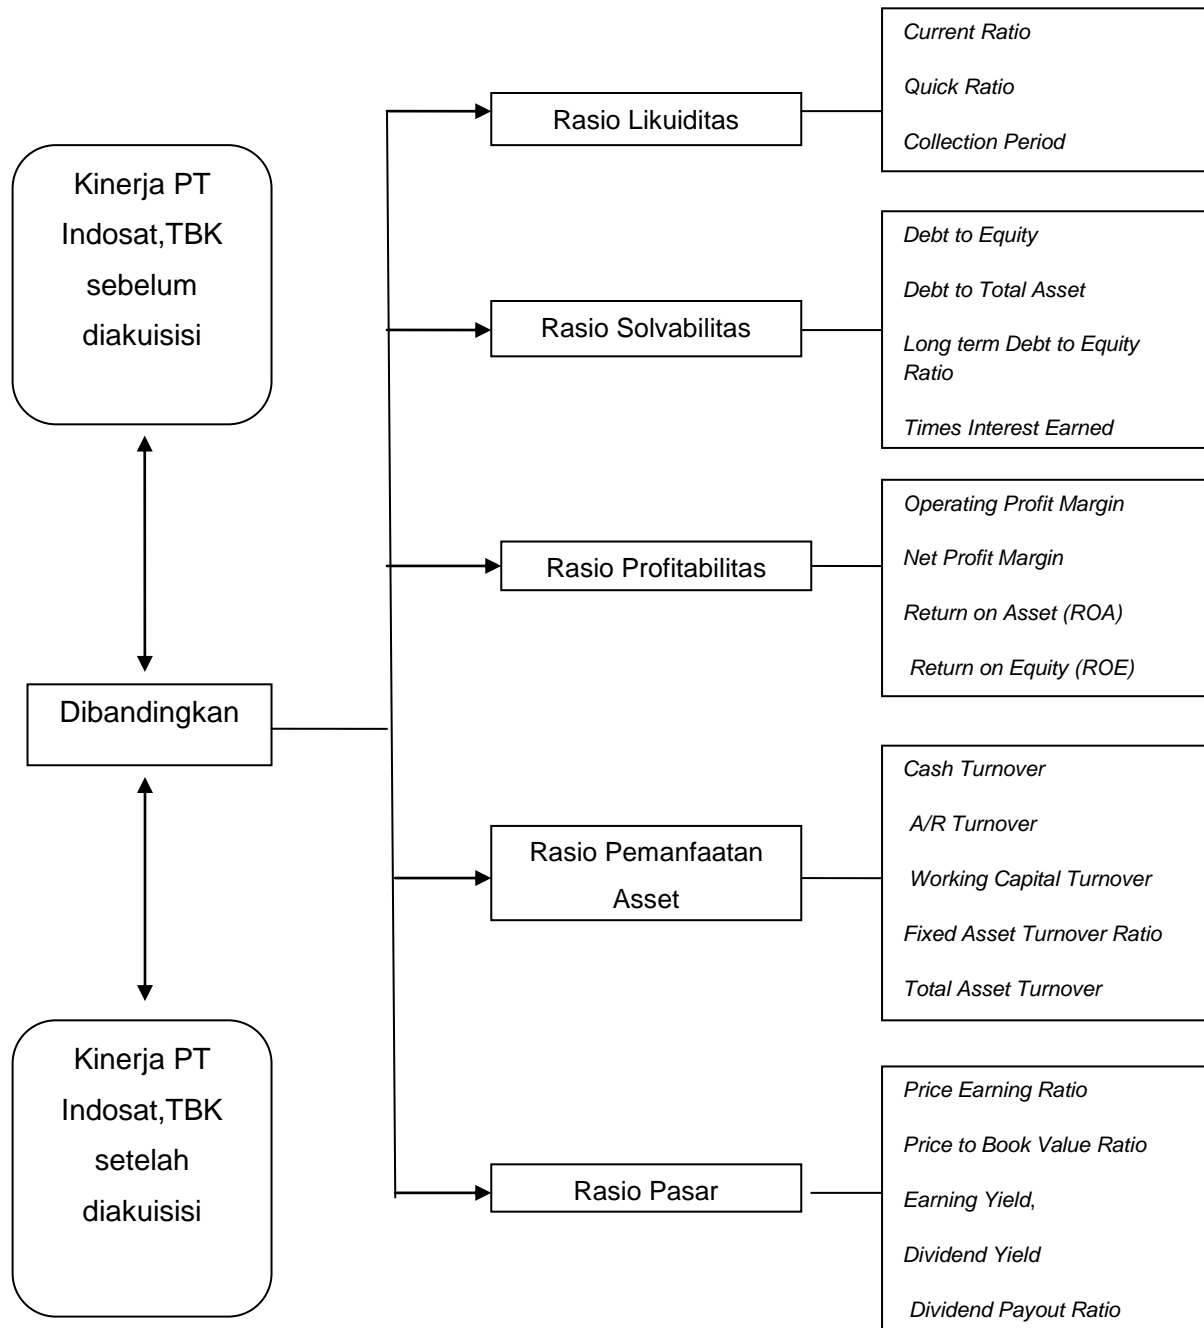 Kinerja PT
Indosat,TBK
sebelum
diakuisisi
Dibandingkan
Kinerja PT
Indosat,TBK
setelah
diakuisisi
Rasio Likuiditas
Current Ratio
Quick Ratio
Collection Period
Rasio Solvabilitas
Debt to Equity
Debt to Total Asset
Long term Debt to Equity
Ratio
Times Interest Earned
Rasio Profitabilitas
Operating Profit Margin
Net Profit Margin
Return on Asset (ROA)
Return on Equity (ROE)
Rasio Pemanfaatan
Asset
Cash Turnover
A/R Turnover
Working Capital Turnover
Fixed Asset Turnover Ratio
Total Asset Turnover
Rasio Pasar
Price Earning Ratio
Price to Book Value Ratio
Earning Yield,
Dividend Yield
Dividend Payout Ratio